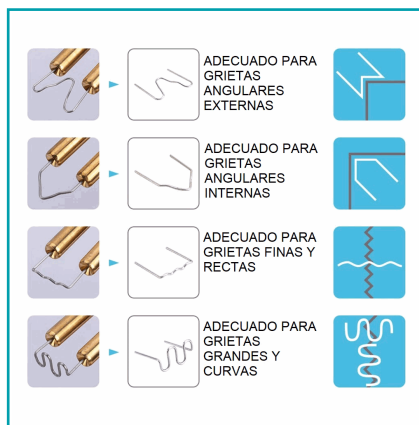 ADECUADO PARA
GRIETAS
ANGULARES
EXTERNAS
ADECUADO PARA
GRIETAS
ANGULARES
INTERNAS
ADECUADO PARA
GRIETAS FINAS Y
RECTAS
ADECUADO PARA
GRIETAS
GRANDES Y
CURVAS